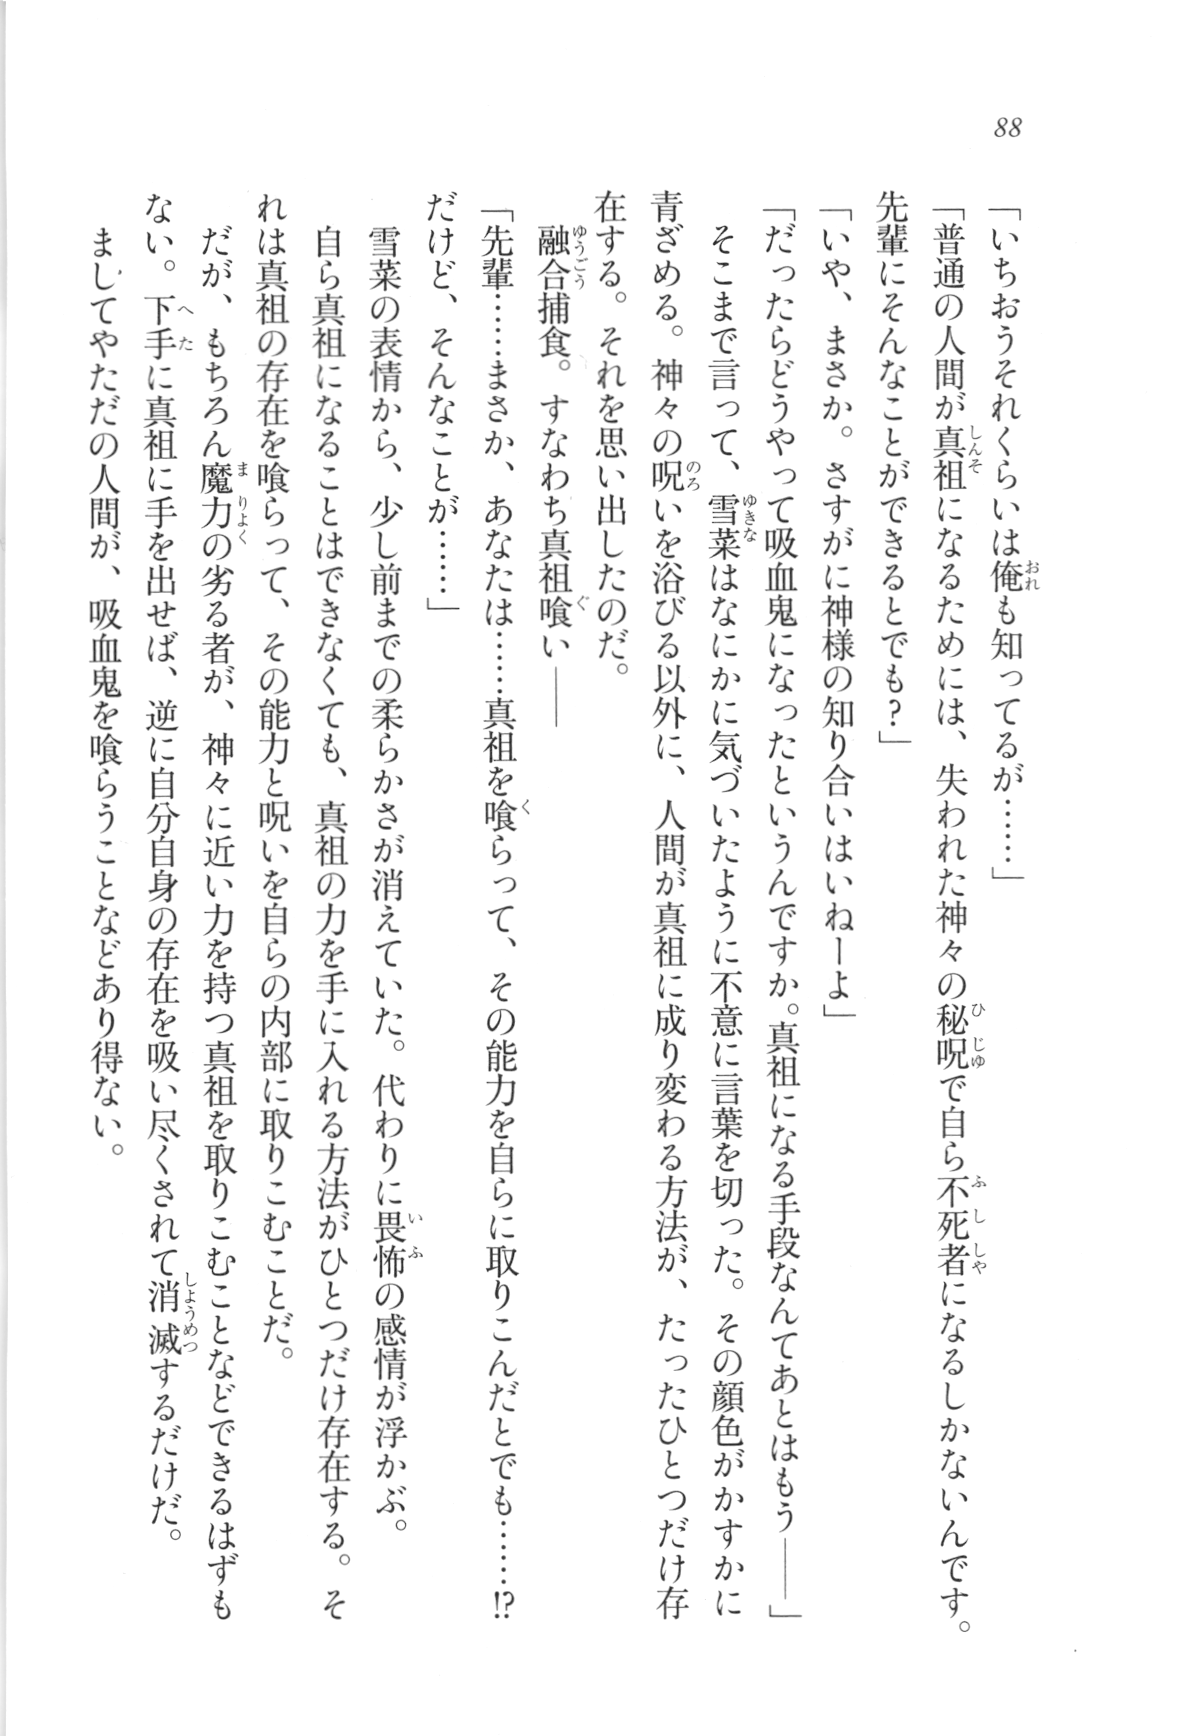 88
「いちおうそれくらいは俺も知ってるが……」
「普通の人間が真祖になるためには、失われた神々の秘呪で自ら不死者になるしかないんです。
先輩にそんなことができるとでも？」
「いや、まさか。さすがに神様の知り合いはいねーよ」
「だったらどうやって吸血鬼になったというんですか。真祖になる手段なんてあとはもう――」
そこまで言って、雪菜はなにかに気づいたように不意に言葉を切った。その顔色がかすかに
青ざめる。神々の呪いを浴びる以外に、人間が真祖に成り変わる方法が、たったひとつだけ存
在する。それを思い出したのだ。
融合捕食。すなわち真祖喰い――
「先輩……まさか、あなたは……真祖を喰らって、その能力を自らに取りこんだとでも……!?
だけど、そんなことが……」
雪菜の表情から、少し前までの柔らかさが消えていた。代わりに畏怖の感情が浮かぶ。
自ら真祖になることはできなくても、真祖の力を手に入れる方法がひとつだけ存在する。そ
れは真祖の存在を喰らって、その能力と呪いを自らの内部に取りこむことだ。
だが、もちろん魔力の劣る者が、神々に近い力を持つ真祖を取りこむことなどできるはずも
ない。下手に真祖に手を出せば、逆に自分自身の存在を吸い尽くされて消滅するだけだ。
ましてやただの人間が、吸血鬼を喰らうことなどあり得ない。